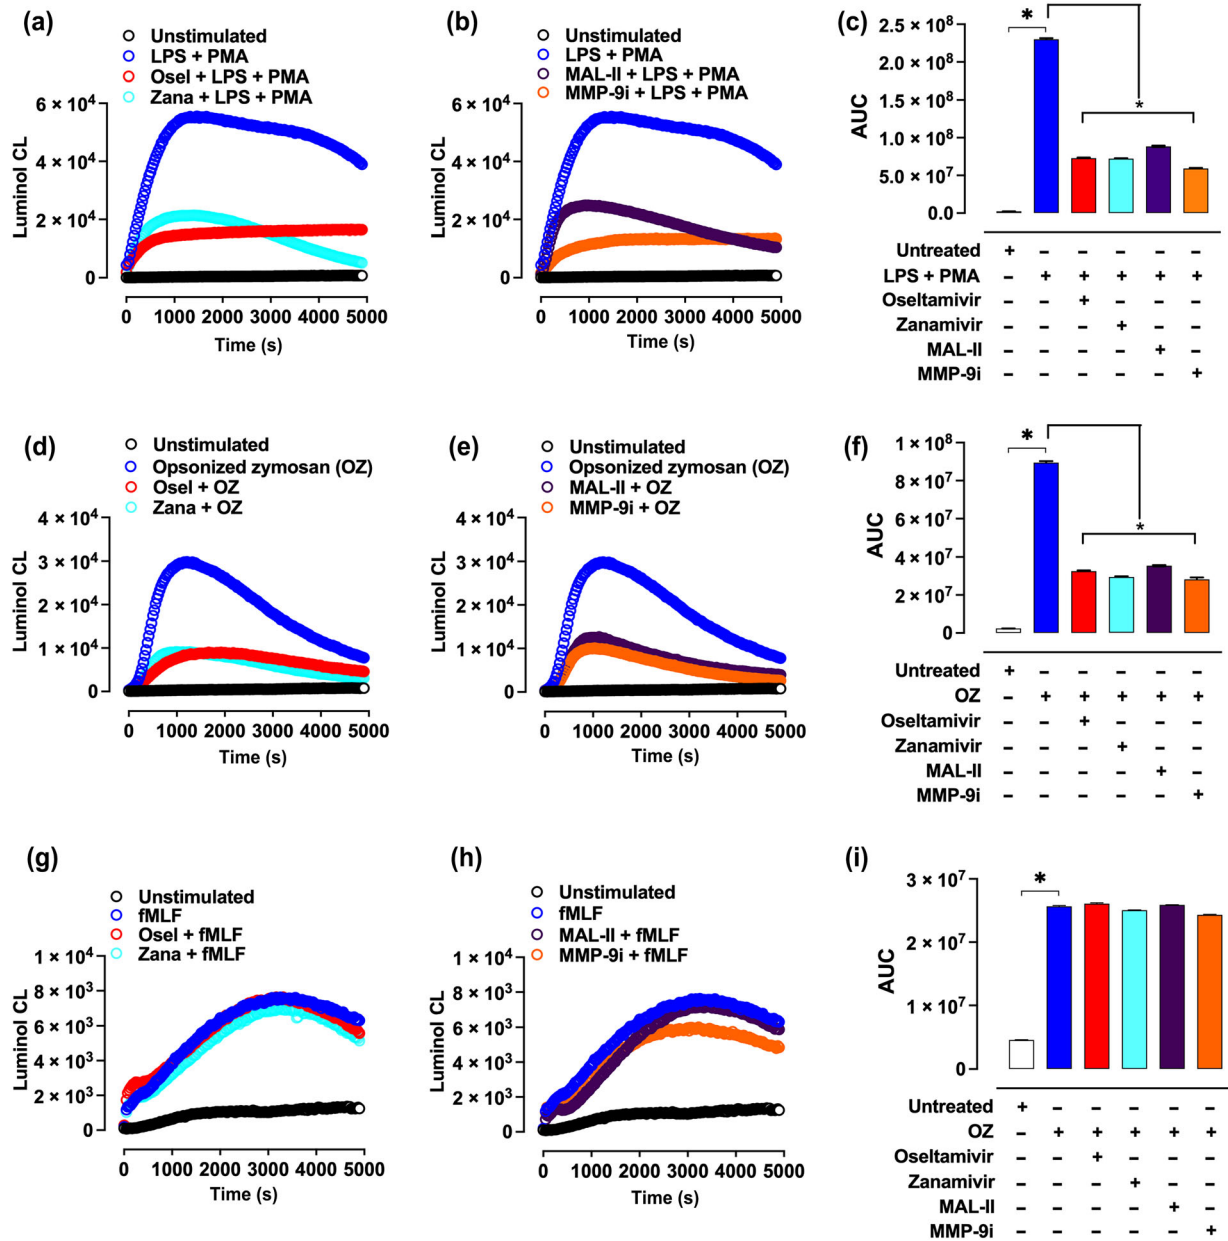 (a)
Unstimulated
LPS + PMA
Osel + LPS + PMA
Zana + LPS + PMA
6 × 10⁴
4 × 10⁴
2 × 10⁴
0
Luminol CL
0 1000 2000 3000 4000 5000
Time (s)
(b)
Unstimulated
LPS + PMA
MAL-II + LPS + PMA
MMP-9i + LPS + PMA
6 × 10⁴
4 × 10⁴
2 × 10⁴
0
Luminol CL
0 1000 2000 3000 4000 5000
Time (s)
(c)
2.5 × 10⁸
2.0 × 10⁸
1.5 × 10⁸
1.0 × 10⁸
5.0 × 10⁷
0.0
AUC
*
*
Untreated + – – – – –
LPS + PMA – + + + + +
Oseltamivir – – + – – –
Zanamivir – – – + – –
MAL-II – – – – + –
MMP-9i – – – – – +
(d)
Unstimulated
Opsonized zymosan (OZ)
Osel + OZ
Zana + OZ
4 × 10⁴
3 × 10⁴
2 × 10⁴
1 × 10⁴
0
Luminol CL
0 1000 2000 3000 4000 5000
Time (s)
(e)
Unstimulated
Opsonized zymosan (OZ)
MAL-II + OZ
MMP-9i + OZ
4 × 10⁴
3 × 10⁴
2 × 10⁴
1 × 10⁴
0
Luminol CL
0 1000 2000 3000 4000 5000
Time (s)
(f)
1 × 10⁸
8 × 10⁷
6 × 10⁷
4 × 10⁷
2 × 10⁷
0
AUC
*
*
Untreated + – – – – –
OZ – + + + + +
Oseltamivir – – + – – –
Zanamivir – – – + – –
MAL-II – – – – + –
MMP-9i – – – – – +
(g)
Unstimulated
fMLF
Osel + fMLF
Zana + fMLF
1 × 10⁴
8 × 10³
6 × 10³
4 × 10³
2 × 10³
0
Luminol CL
0 1000 2000 3000 4000 5000
Time (s)
(h)
Unstimulated
fMLF
MAL-II + fMLF
MMP-9i + fMLF
1 × 10⁴
8 × 10³
6 × 10³
4 × 10³
2 × 10³
0
Luminol CL
0 1000 2000 3000 4000 5000
Time (s)
(i)
3 × 10⁷
2 × 10⁷
1 × 10⁷
0
AUC
*
Untreated + – – – – –
OZ – + + + + +
Oseltamivir – – + – – –
Zanamivir – – – + – –
MAL-II – – – – + –
MMP-9i – – – – – +